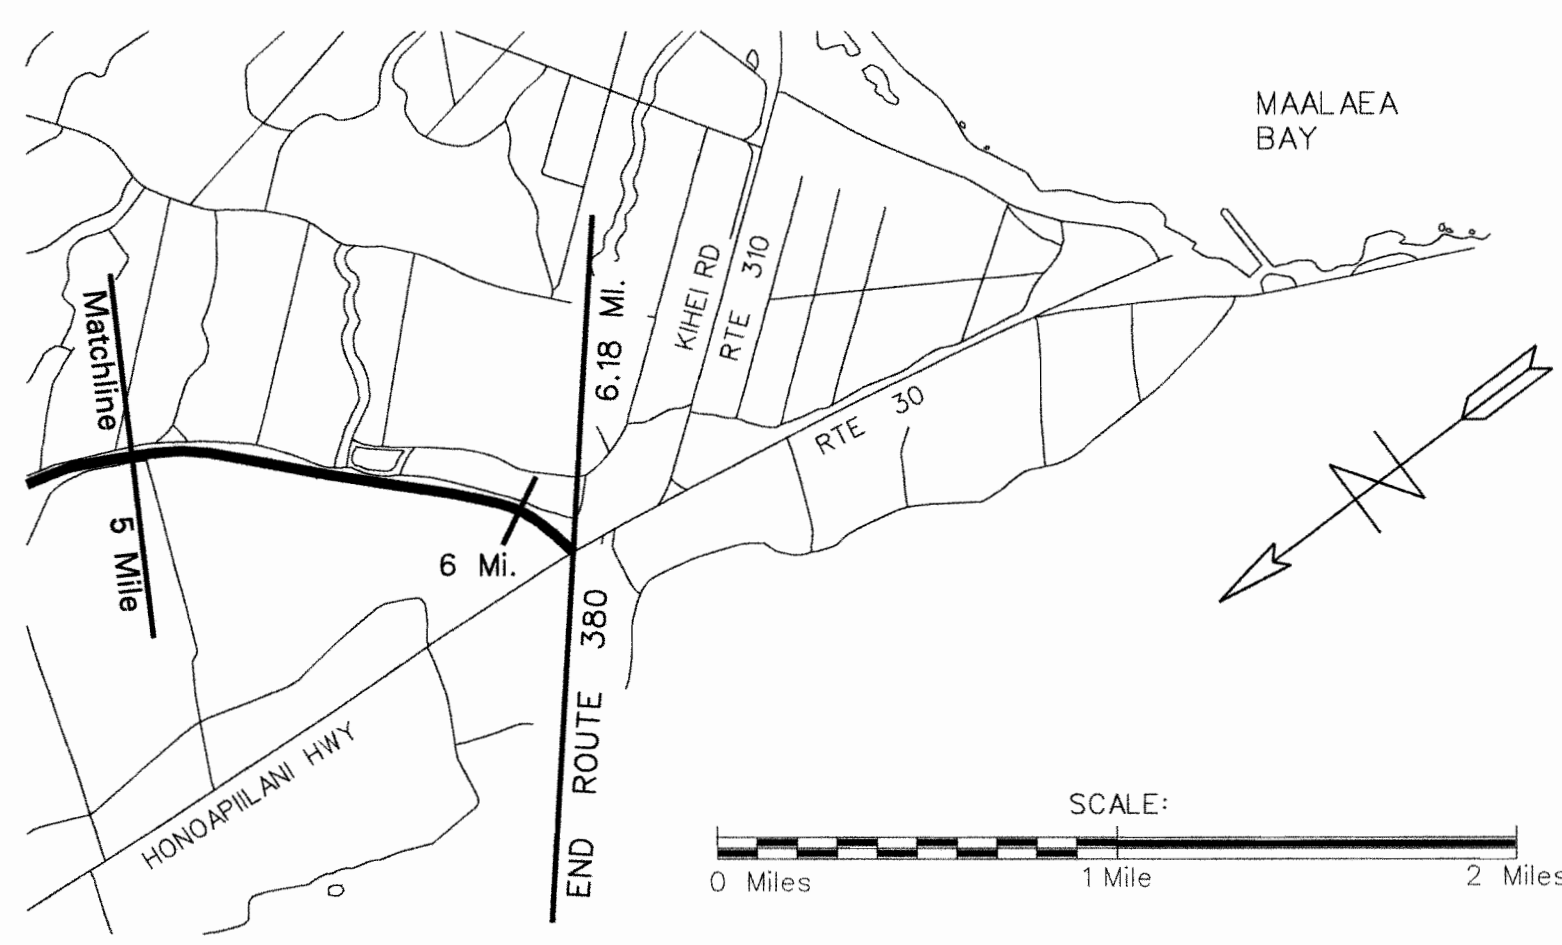 MAALAEA
BAY
Matchline
5 Mile
KIHEI RD
RTE 310
6.18 MI.
RTE 30
6 Mi.
END ROUTE 380
HONOAPIILANI HWY
N
SCALE:
0 Miles
1 Mile
2 Miles